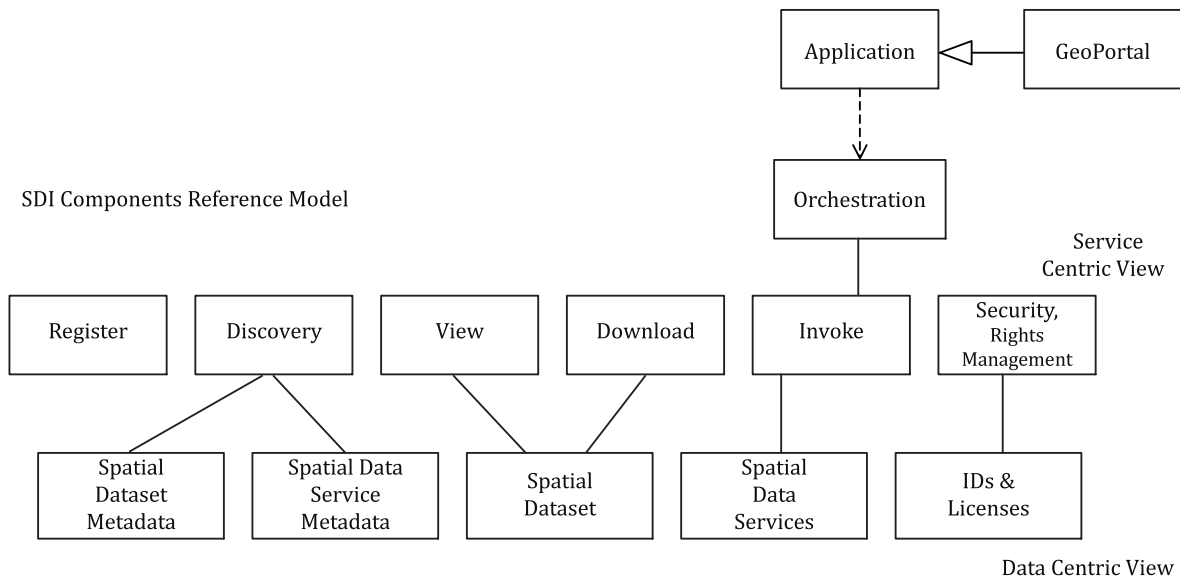 Application
GeoPortal
Orchestration
SDI Components Reference Model
Service
Centric View
Register
Discovery
View
Download
Invoke
Security,
Rights
Management
Spatial
Dataset
Metadata
Spatial Data
Service
Metadata
Spatial
Dataset
Spatial
Data
Services
IDs &
Licenses
Data Centric View